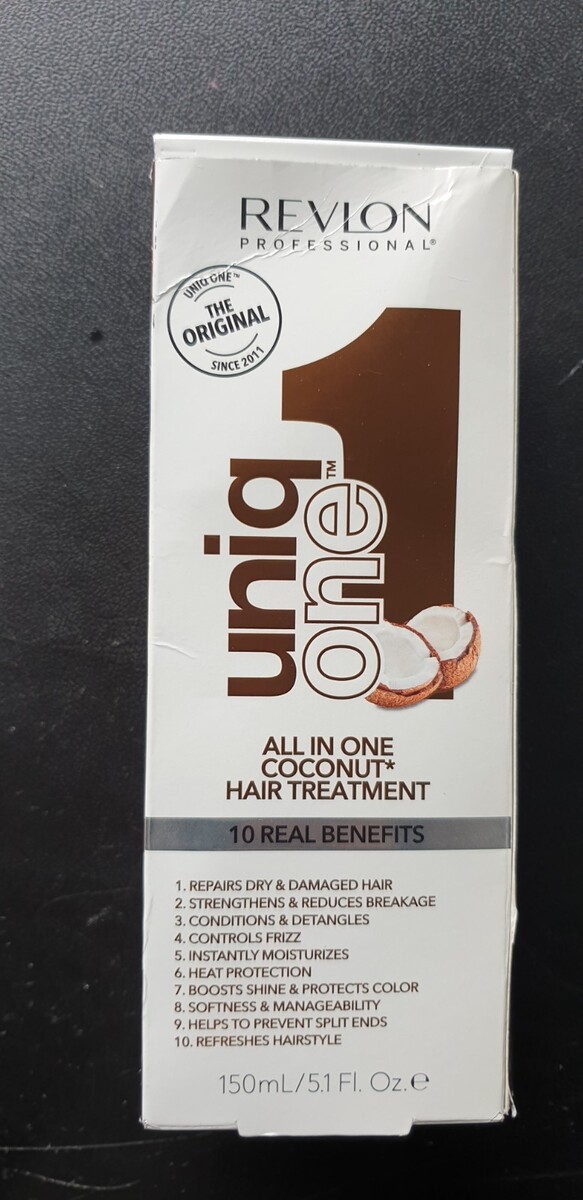 REVLON
PROFESSIONAL®
UNIQ ONE™
THE
ORIGINAL
SINCE 2011
1
uniq
one™
ALL IN ONE
COCONUT*
HAIR TREATMENT
10 REAL BENEFITS
1. REPAIRS DRY & DAMAGED HAIR
2. STRENGTHENS & REDUCES BREAKAGE
3. CONDITIONS & DETANGLES
4. CONTROLS FRIZZ
5. INSTANTLY MOISTURIZES
6. HEAT PROTECTION
7. BOOSTS SHINE & PROTECTS COLOR
8. SOFTNESS & MANAGEABILITY
9. HELPS TO PREVENT SPLIT ENDS
10. REFRESHES HAIRSTYLE
150mL/5.1 Fl. Oz.℮